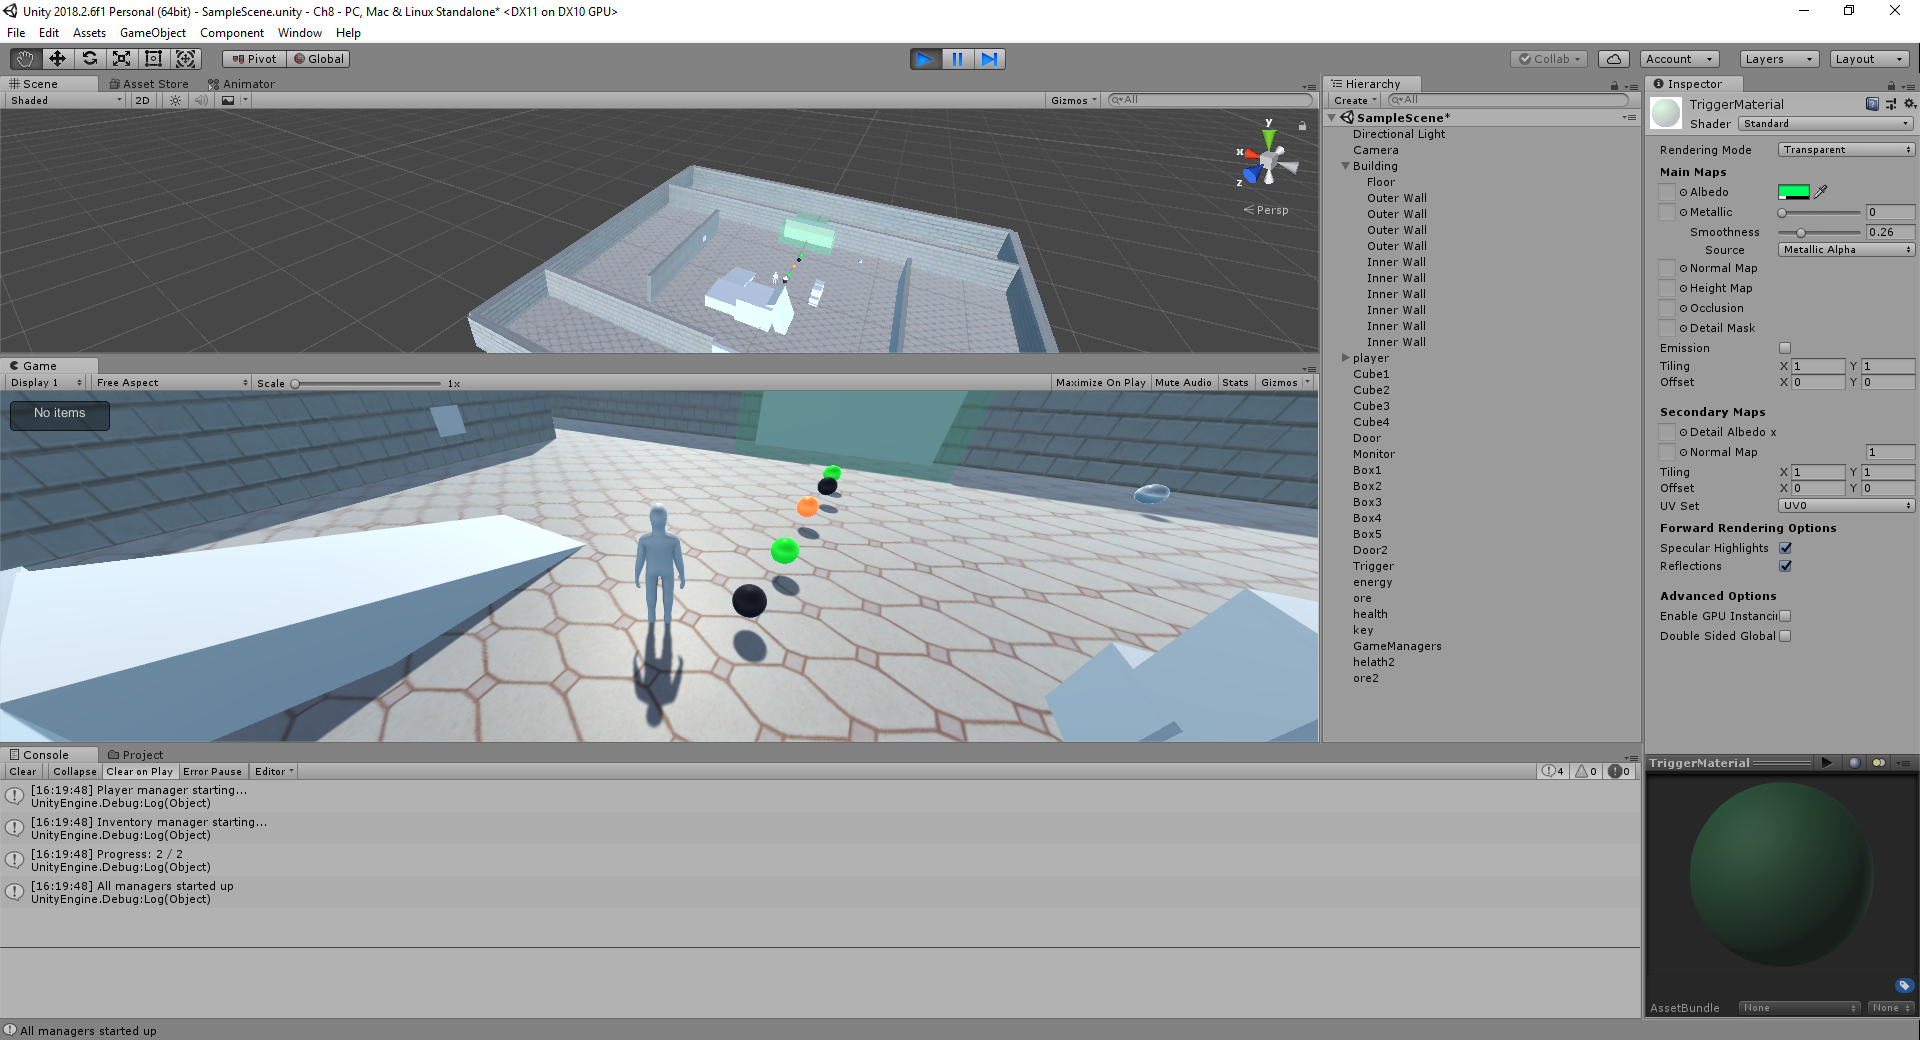 Unity 2018.2.6f1 Personal (64bit) - SampleScene.unity - Ch8 - PC, Mac & Linux Standalone* <DX11 on DX10 GPU>
File Edit Assets GameObject Component Window Help
Pivot Global Collab Account Layers Layout
Scene Asset Store Animator
Shaded 2D Gizmos All
y
x
z
Persp
Game
Display 1 Free Aspect Scale 1x Maximize On Play Mute Audio Stats Gizmos
No items
Console Project
Clear Collapse Clear on Play Error Pause Editor 4 0 0
[16:19:48] Player manager starting...
UnityEngine.Debug:Log(Object)
[16:19:48] Inventory manager starting...
UnityEngine.Debug:Log(Object)
[16:19:48] Progress: 2 / 2
UnityEngine.Debug:Log(Object)
[16:19:48] All managers started up
UnityEngine.Debug:Log(Object)
All managers started up
Hierarchy
Create All
SampleScene*
Directional Light
Camera
Building
Floor
Outer Wall
Outer Wall
Outer Wall
Outer Wall
Inner Wall
Inner Wall
Inner Wall
Inner Wall
Inner Wall
Inner Wall
player
Cube1
Cube2
Cube3
Cube4
Door
Monitor
Box1
Box2
Box3
Box4
Box5
Door2
Trigger
energy
ore
health
key
GameManagers
helath2
ore2
Inspector
TriggerMaterial
Shader Standard
Rendering Mode Transparent
Main Maps
Albedo
Metallic 0
Smoothness 0.26
Source Metallic Alpha
Normal Map
Height Map
Occlusion
Detail Mask
Emission
Tiling X 1 Y 1
Offset X 0 Y 0
Secondary Maps
Detail Albedo x
Normal Map 1
Tiling X 1 Y 1
Offset X 0 Y 0
UV Set UV0
Forward Rendering Options
Specular Highlights
Reflections
Advanced Options
Enable GPU Instanci
Double Sided Global
TriggerMaterial
AssetBundle None None